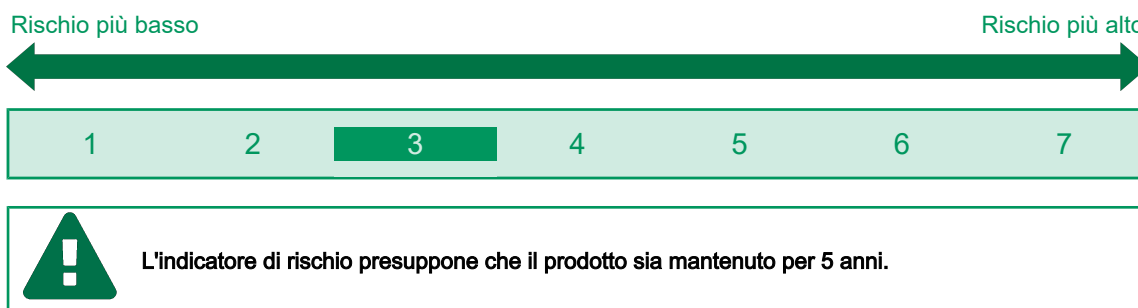 Rischio più basso Rischio più alto
1 2 3 4 5 6 7
L'indicatore di rischio presuppone che il prodotto sia mantenuto per 5 anni.